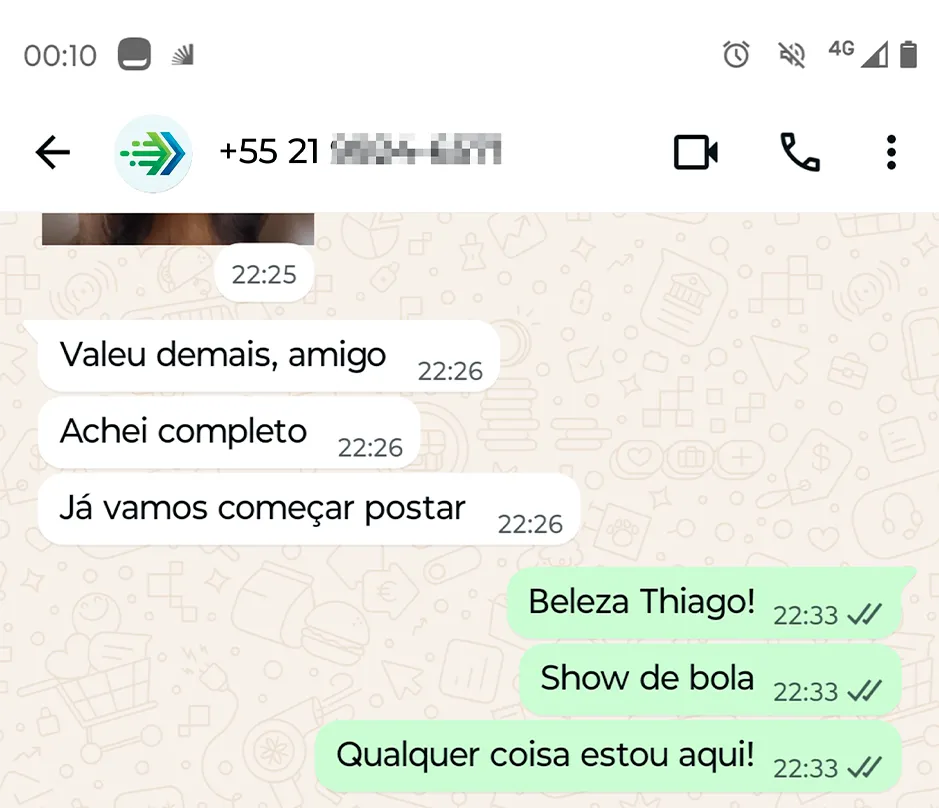 00:10
4G
+55 21
22:25
Valeu demais, amigo 22:26
Achei completo 22:26
Já vamos começar postar 22:26
Beleza Thiago! 22:33
Show de bola 22:33
Qualquer coisa estou aqui! 22:33